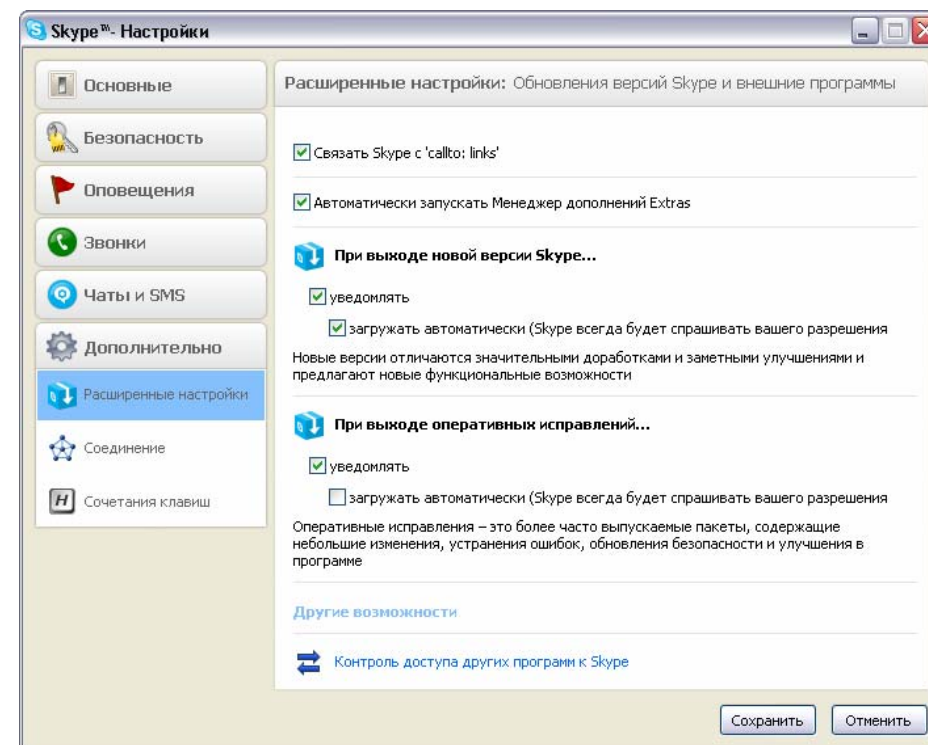 Skype™- Настройки
Основные
Безопасность
Оповещения
Звонки
Чаты и SMS
Дополнительно
Расширенные настройки
Соединение
H
Сочетания клавиш
Расширенные настройки: Обновления версий Skype и внешние программы
Связать Skype с 'callto: links'
Автоматически запускать Менеджер дополнений Extras
При выходе новой версии Skype...
уведомлять
загружать автоматически (Skype всегда будет спрашивать вашего разрешения
Новые версии отличаются значительными доработками и заметными улучшениями и
предлагают новые функциональные возможности
При выходе оперативных исправлений...
уведомлять
загружать автоматически (Skype всегда будет спрашивать вашего разрешения
Оперативные исправления – это более часто выпускаемые пакеты, содержащие
небольшие изменения, устранения ошибок, обновления безопасности и улучшения в
программе
Другие возможности
Контроль доступа других программ к Skype
Сохранить
Отменить